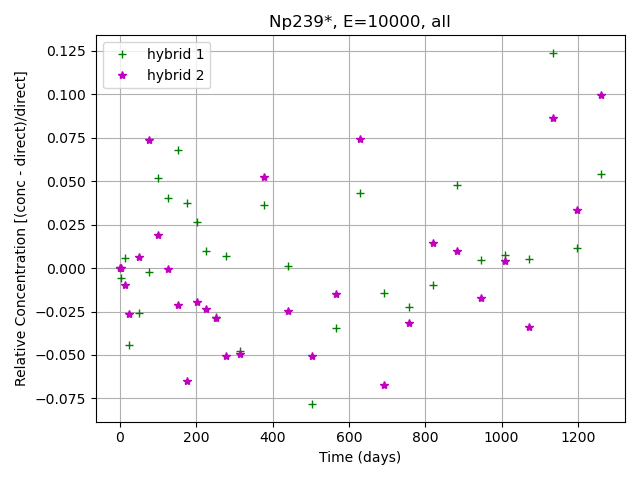 Np239*, E=10000, all
hybrid 1
hybrid 2
Relative Concentration [(conc - direct)/direct]
0.125
0.100
0.075
0.050
0.025
0.000
−0.025
−0.050
−0.075
0 200 400 600 800 1000 1200
Time (days)